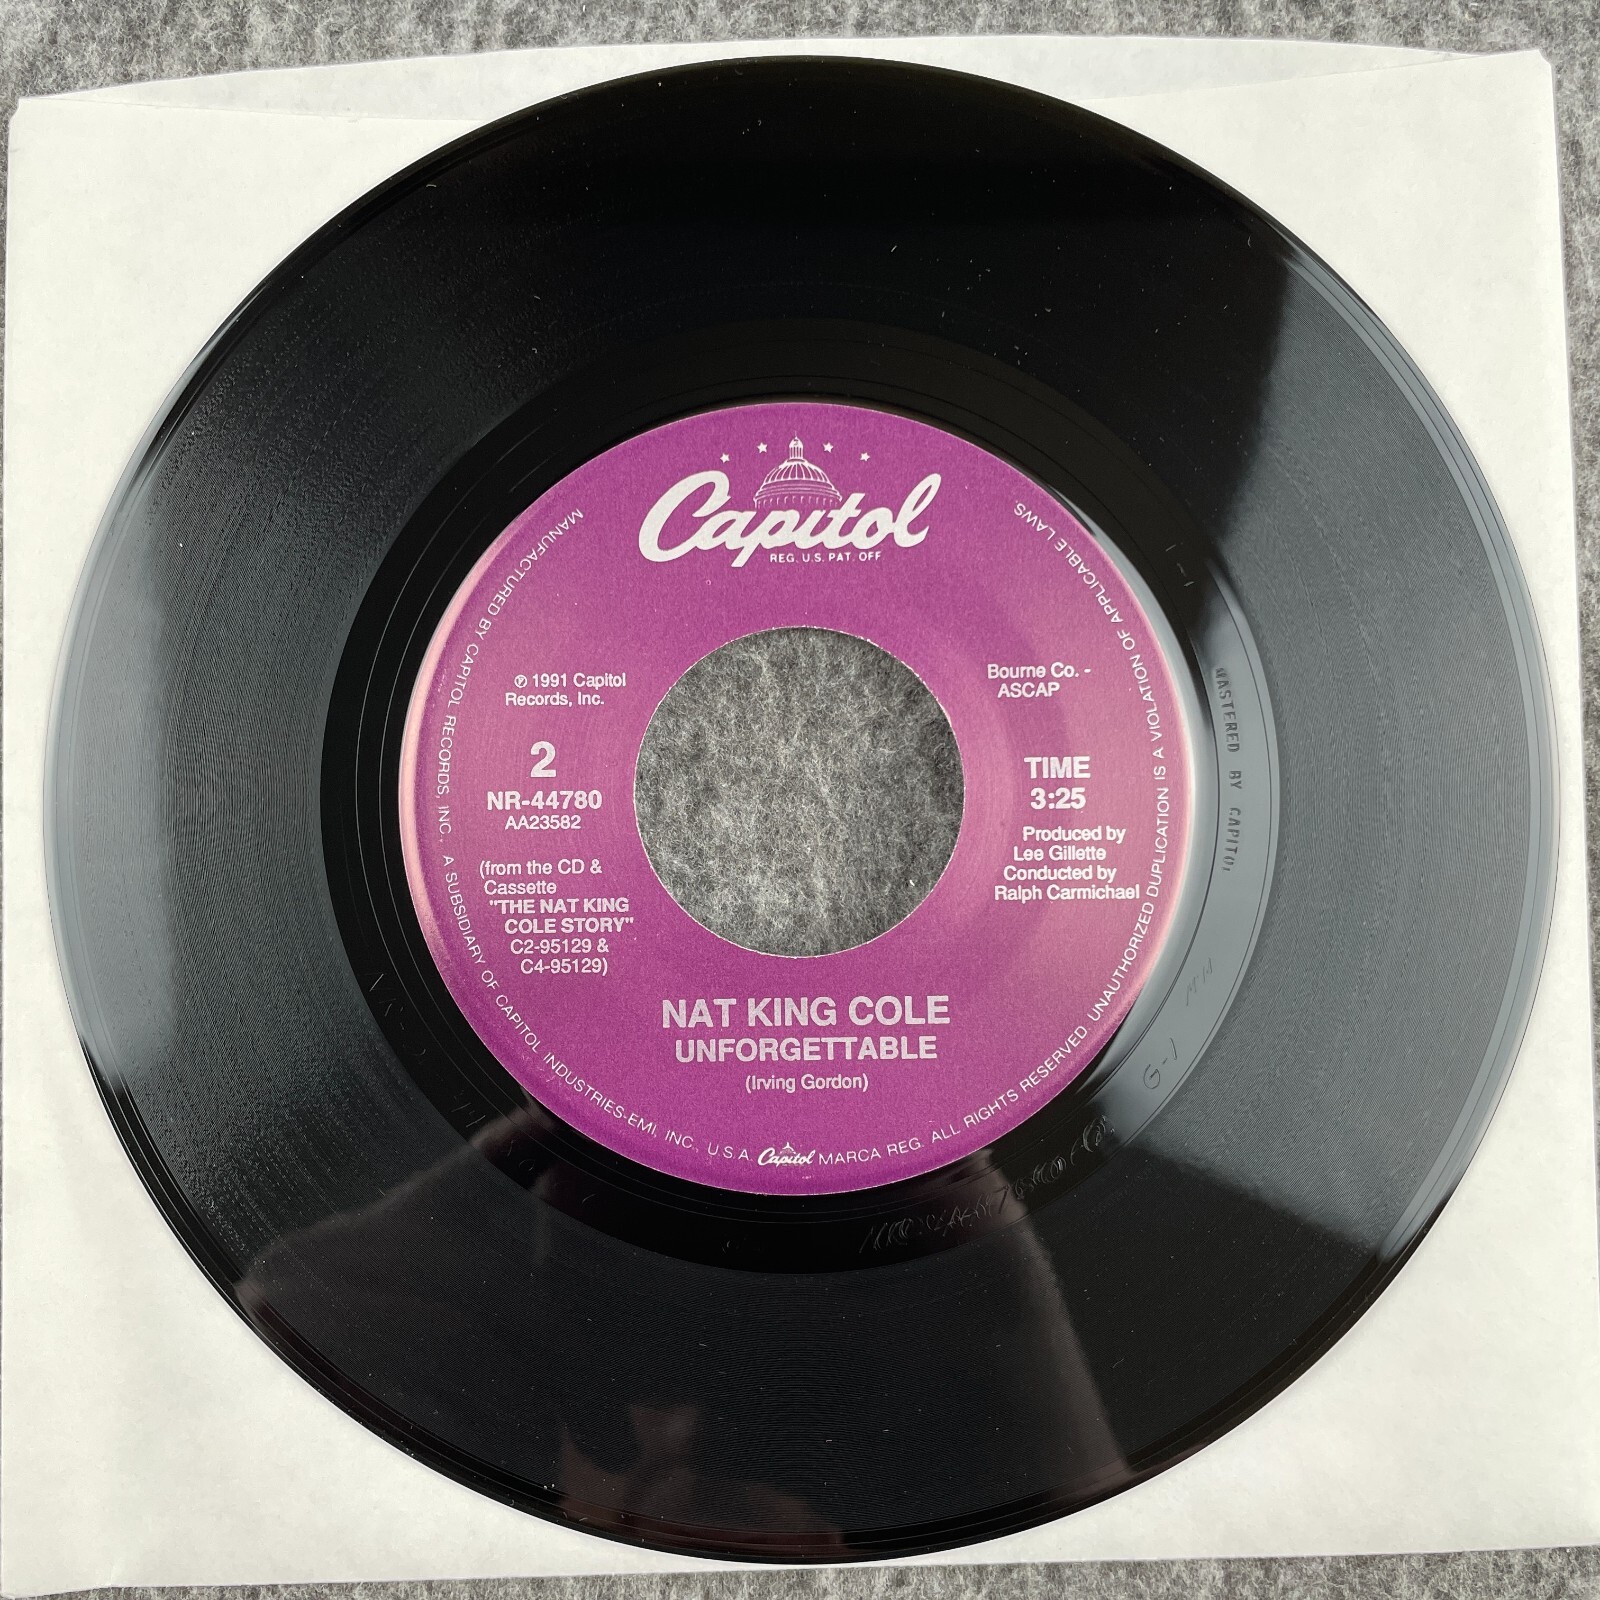 Capitol
REG. U.S. PAT. OFF
℗ 1991 Capitol
Records, Inc.
Bourne Co. -
ASCAP
2
NR-44780
AA23582
(from the CD &
Cassette
"THE NAT KING
COLE STORY"
C2-95129 &
C4-95129)
TIME
3:25
Produced by
Lee Gillette
Conducted by
Ralph Carmichael
NAT KING COLE
UNFORGETTABLE
(Irving Gordon)
MANUFACTURED BY CAPITOL RECORDS, INC. A SUBSIDIARY OF CAPITOL INDUSTRIES-EMI, INC., U.S.A. Capitol MARCA REG. ALL RIGHTS RESERVED. UNAUTHORIZED DUPLICATION IS A VIOLATION OF APPLICABLE LAWS
MASTERED BY CAPITOL
G-1